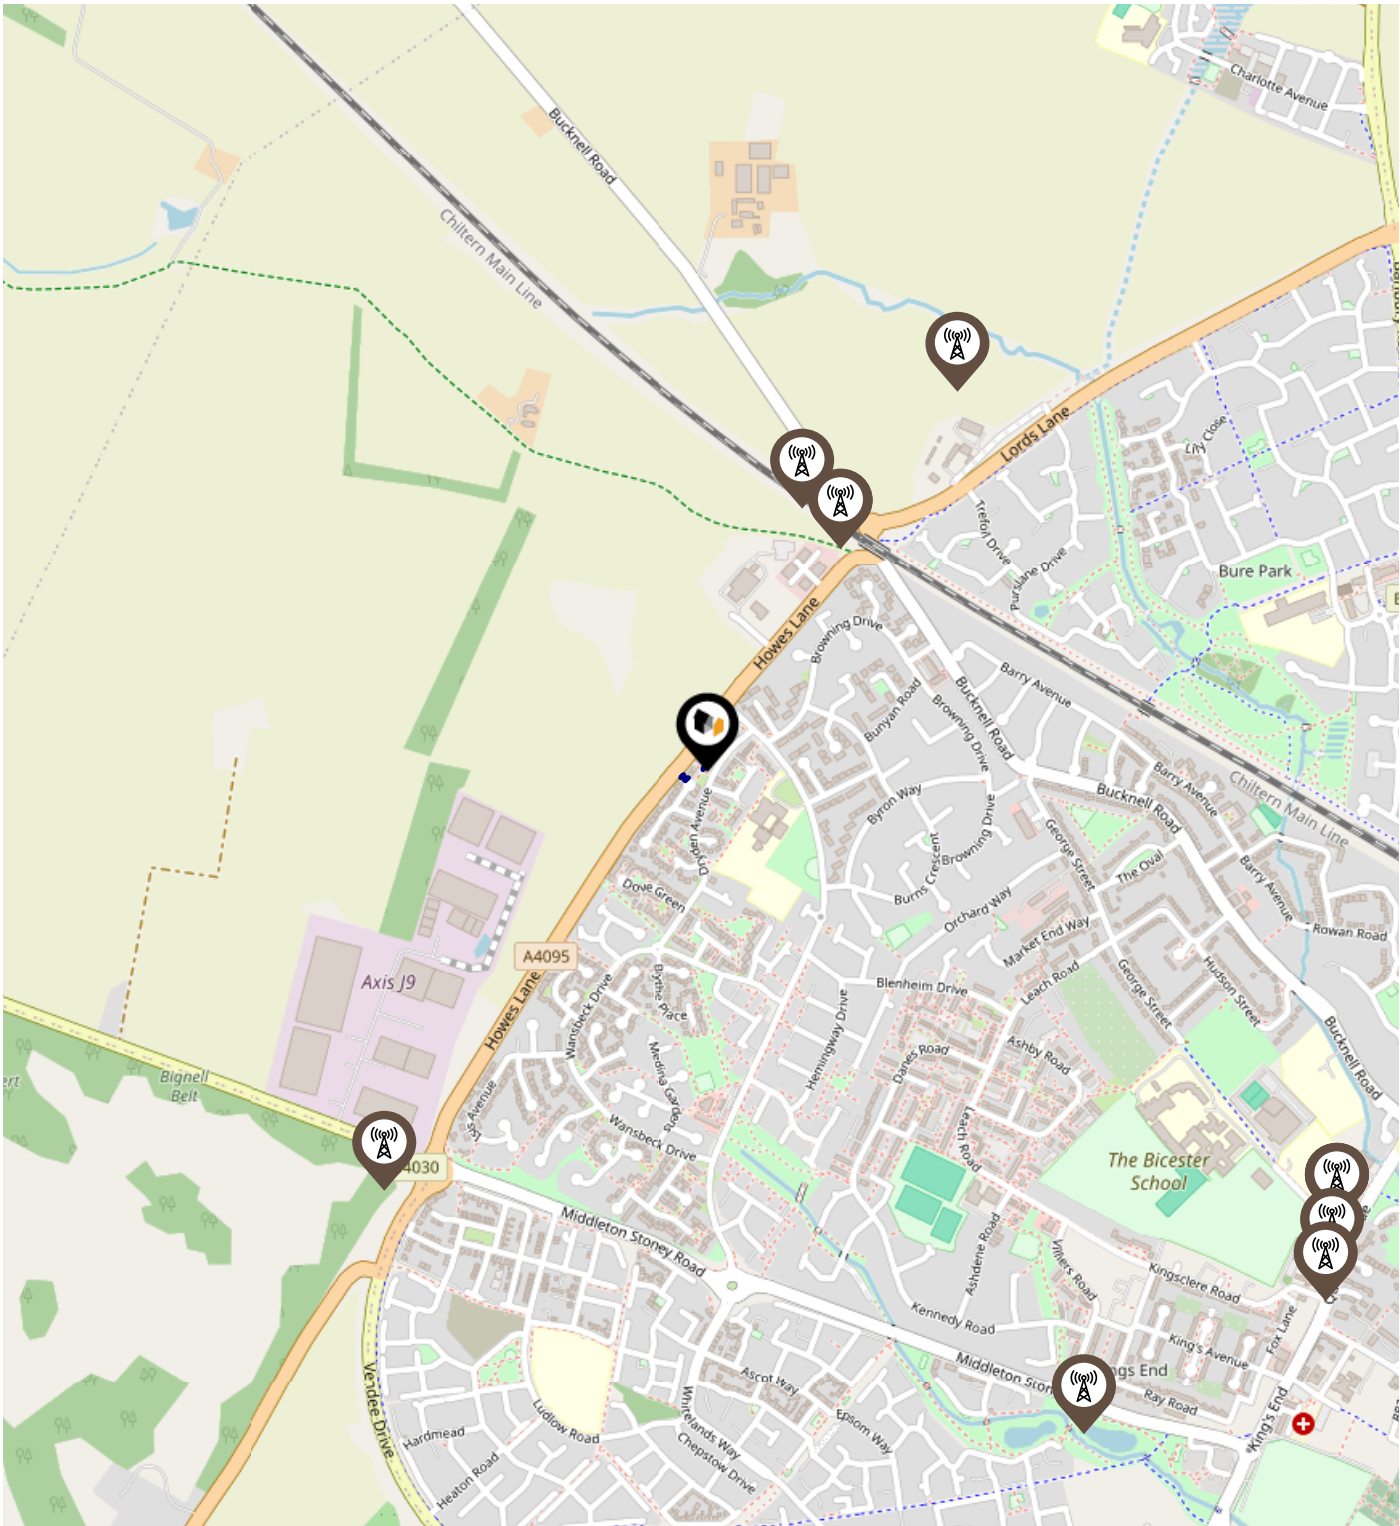 Charlotte Avenue
Bucknell Road
Chiltern Main Line
Lords Lane
Lily Close
Trefoil Drive
Purslane Drive
Bure Park
Howes Lane
Browning Drive
Barry Avenue
Bucknell Road
Bunyan Road
Browning Drive
Barry Avenue
Chiltern Main Line
Bucknell Road
Byron Way
Dryden Avenue
Browning Drive
George Street
The Oval
Barry Avenue
Burns Crescent
Dove Green
Orchard Way
Market End Way
Rowan Road
A4095
Axis J9
Howes Lane
Wansbeck Drive
Blythe
Place
Blenheim Drive
Leach Road
George Street
Hudson Street
Hemingway Drive
Bucknell Road
Danes Road
Ashby Road
Bignell
Belt
Isis Avenue
Medina Gardens
Wansbeck Drive
Leach Road
The Bicester
School
4030
Middleton Stoney Road
Ashdene Road
Villiers Road
Kingsclere Road
Kennedy Road
Fox Lane
King's Avenue
Middleton Ston
ngs End
Ray Road
Ascot Way
Vendee Drive
Ludlow Road
Whitelands Way
Epsom Way
King's End
Hardmead
Chepstow Drive
Heaton Road